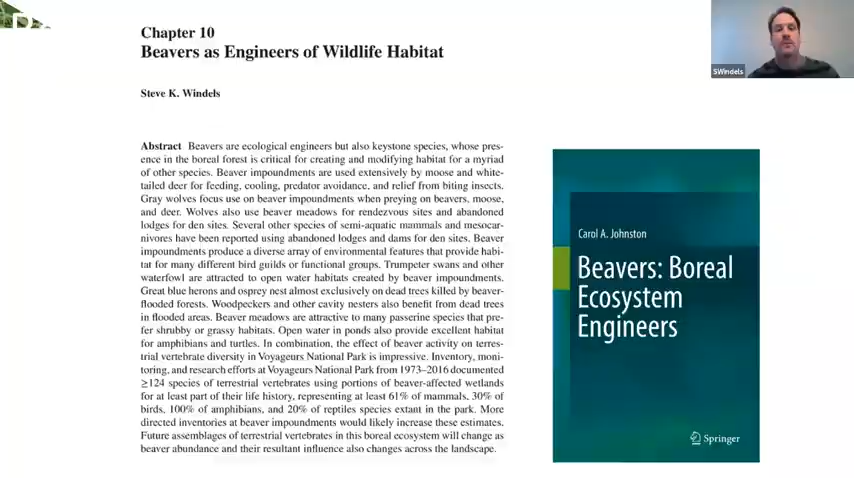 Chapter 10
Beavers as Engineers of Wildlife Habitat
Steve K. Windels
Abstract Beavers are ecological engineers but also keystone species, whose pres-
ence in the boreal forest is critical for creating and modifying habitat for a myriad
of other species. Beaver impoundments are used extensively by moose and white-
tailed deer for feeding, cooling, predator avoidance, and relief from biting insects.
Gray wolves focus use on beaver impoundments when preying on beavers, moose,
and deer. Wolves also use beaver meadows for rendezvous sites and abandoned
lodges for den sites. Several other species of semi-aquatic mammals and mesocar-
nivores have been reported using abandoned lodges and dams for den sites. Beaver
impoundments produce a diverse array of environmental features that provide habi-
tat for many different bird guilds or functional groups. Trumpeter swans and other
waterfowl are attracted to open water habitats created by beaver impoundments.
Great blue herons and osprey nest almost exclusively on dead trees killed by beaver-
flooded forests. Woodpeckers and other cavity nesters also benefit from dead trees
in flooded areas. Beaver meadows are attractive to many passerine species that pre-
fer shrubby or grassy habitats. Open water in ponds also provide excellent habitat
for amphibians and turtles. In combination, the effect of beaver activity on terres-
trial vertebrate diversity in Voyageurs National Park is impressive. Inventory, moni-
toring, and research efforts at Voyageurs National Park from 1973–2016 documented
≥124 species of terrestrial vertebrates using portions of beaver-affected wetlands
for at least part of their life history, representing at least 61% of mammals, 30% of
birds, 100% of amphibians, and 20% of reptiles species extant in the park. More
directed inventories at beaver impoundments would likely increase these estimates.
Future assemblages of terrestrial vertebrates in this boreal ecosystem will change as
beaver abundance and their resultant influence also changes across the landscape.
SWindels
Carol A. Johnston
Beavers: Boreal
Ecosystem
Engineers
Springer